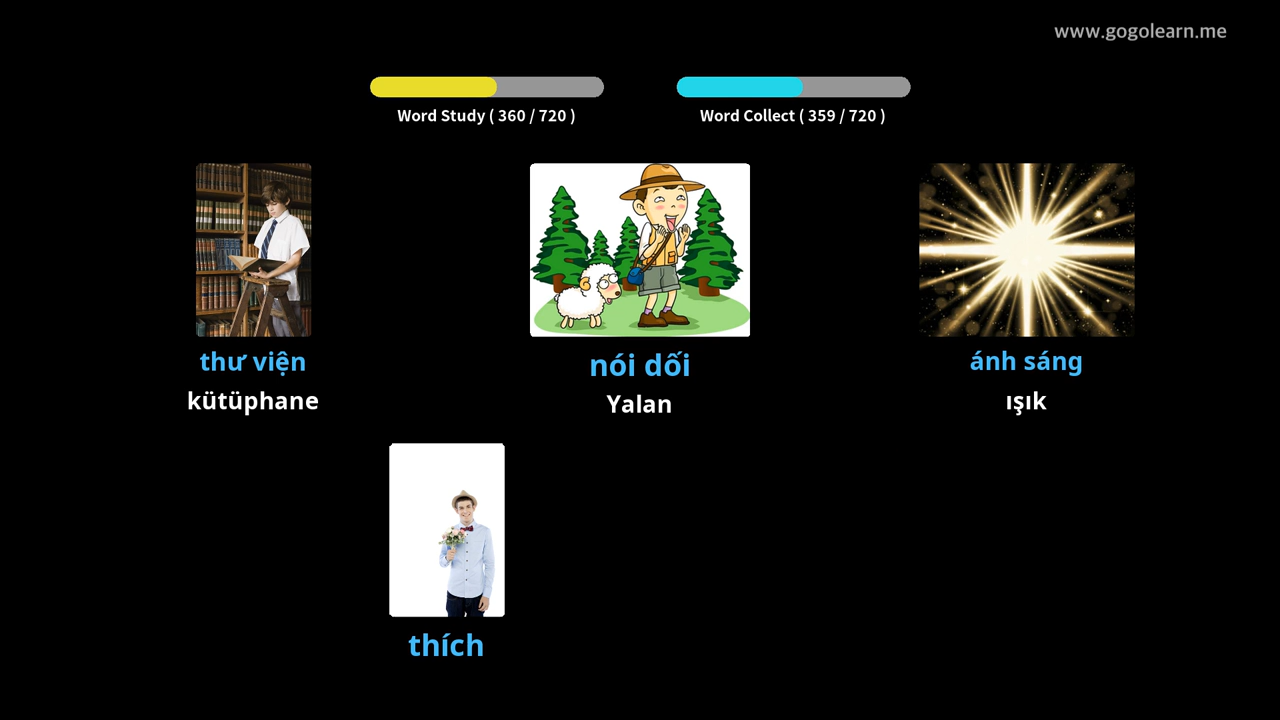 www.gogolearn.me
Word Study ( 360 / 720 )
Word Collect ( 359 / 720 )
thư viện
kütüphane
nói dối
Yalan
ánh sáng
ışık
thích